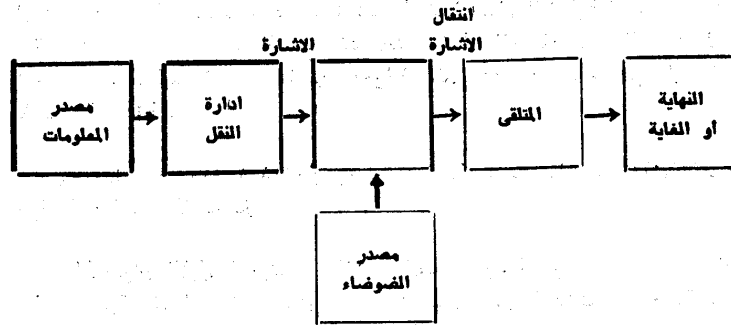 انتقال
الاشارة
الاشارة
مصدر
المعلومات
ادارة
النقل
المتلقى
النهاية
أو الغاية
مصدر
الضوضاء